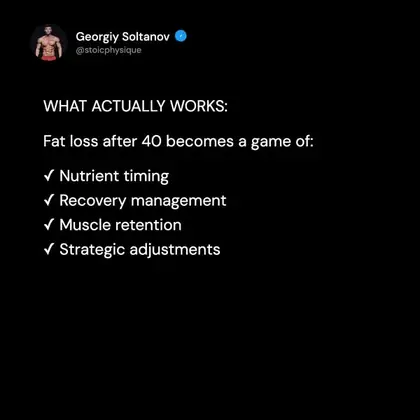 Georgiy Soltanov
@stoicphysique
WHAT ACTUALLY WORKS:
Fat loss after 40 becomes a game of:
✓ Nutrient timing
✓ Recovery management
✓ Muscle retention
✓ Strategic adjustments